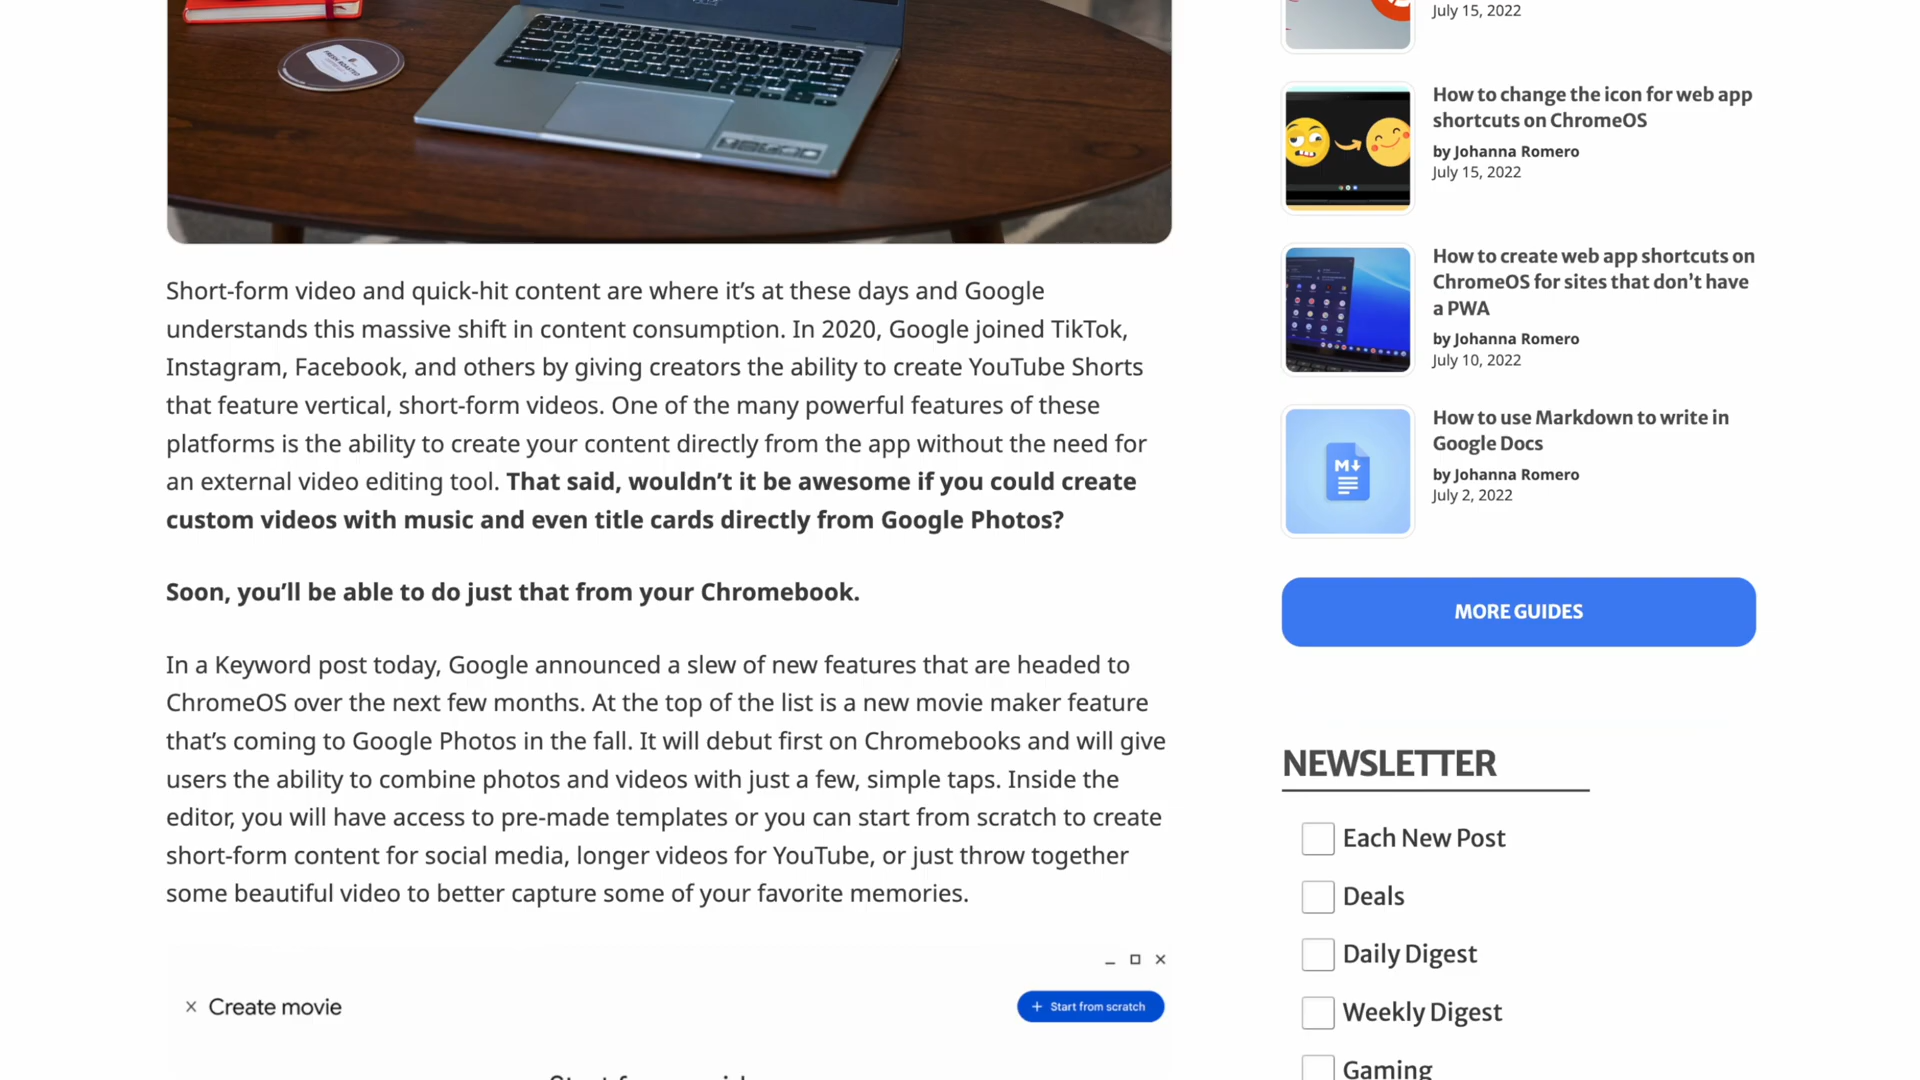 FRESH ROASTED
July 15, 2022
How to change the icon for web app
shortcuts on ChromeOS
by Johanna Romero
July 15, 2022
How to create web app shortcuts on
ChromeOS for sites that don’t have
a PWA
by Johanna Romero
July 10, 2022
M
How to use Markdown to write in
Google Docs
by Johanna Romero
July 2, 2022
MORE GUIDES
Short-form video and quick-hit content are where it’s at these days and Google
understands this massive shift in content consumption. In 2020, Google joined TikTok,
Instagram, Facebook, and others by giving creators the ability to create YouTube Shorts
that feature vertical, short-form videos. One of the many powerful features of these
platforms is the ability to create your content directly from the app without the need for
an external video editing tool. That said, wouldn’t it be awesome if you could create
custom videos with music and even title cards directly from Google Photos?
Soon, you’ll be able to do just that from your Chromebook.
In a Keyword post today, Google announced a slew of new features that are headed to
ChromeOS over the next few months. At the top of the list is a new movie maker feature
that’s coming to Google Photos in the fall. It will debut first on Chromebooks and will give
users the ability to combine photos and videos with just a few, simple taps. Inside the
editor, you will have access to pre-made templates or you can start from scratch to create
short-form content for social media, longer videos for YouTube, or just throw together
some beautiful video to better capture some of your favorite memories.
Create movie
+ Start from scratch
NEWSLETTER
Each New Post
Deals
Daily Digest
Weekly Digest
Gaming